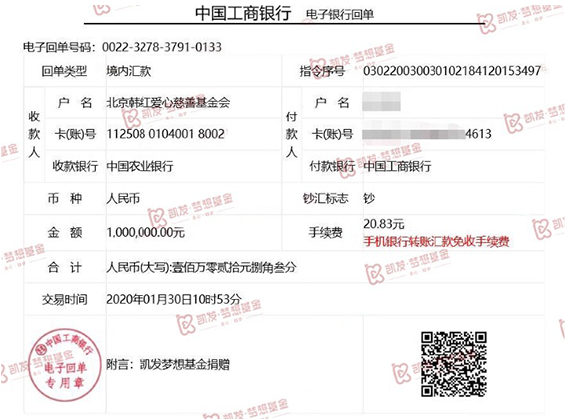 中国工商银行 电子银行回单
电子回单号码：0022-3278-3791-0133
回单类型 境内汇款 指令序号 030220030030102184120153497
收款人 户 名 北京韩红爱心慈善基金会 付款人 户 名
卡(账)号 112508 0104001 8002 卡(账)号 4613
收款银行 中国农业银行 付款银行 中国工商银行
币 种 人民币 钞汇标志 钞
金 额 1,000,000.00元 手续费 20.83元
手机银行转账汇款免收手续费
合 计 人民币(大写):壹佰万零贰拾元捌角叁分
交易时间 2020年01月30日10时53分
中国工商银行
电子回单
专用章
附言：凯发梦想基金捐赠
凯发·梦想基金